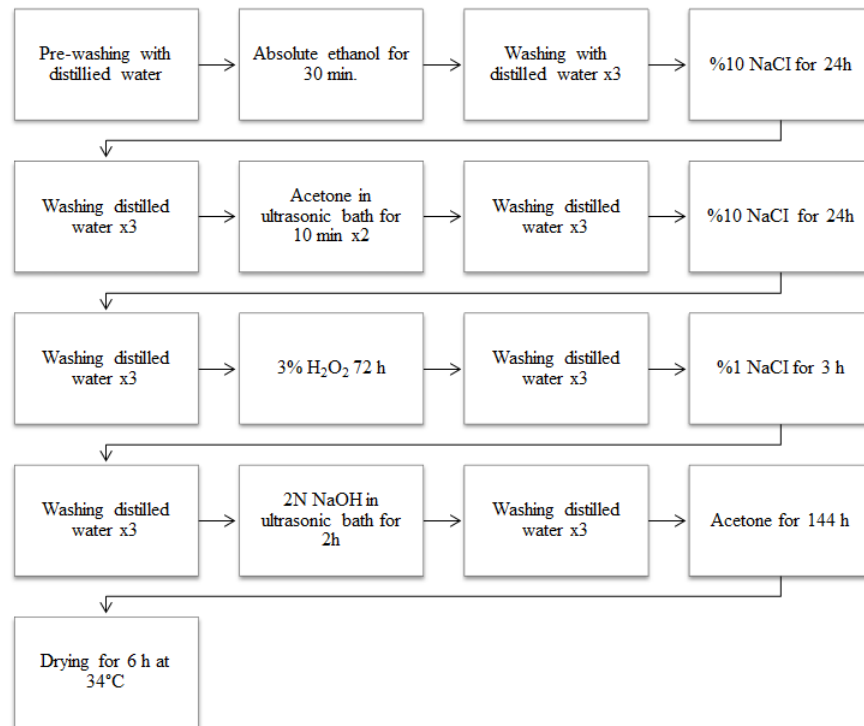 Pre-washing with
distillied water
Absolute ethanol for
30 min.
Washing with
distilled water x3
%10 NaCI for 24h
Washing distilled
water x3
Acetone in
ultrasonic bath for
10 min x2
Washing distilled
water x3
%10 NaCI for 24h
Washing distilled
water x3
3% H₂O₂ 72 h
Washing distilled
water x3
%1 NaCI for 3 h
Washing distilled
water x3
2N NaOH in
ultrasonic bath for
2h
Washing distilled
water x3
Acetone for 144 h
Drying for 6 h at
34°C